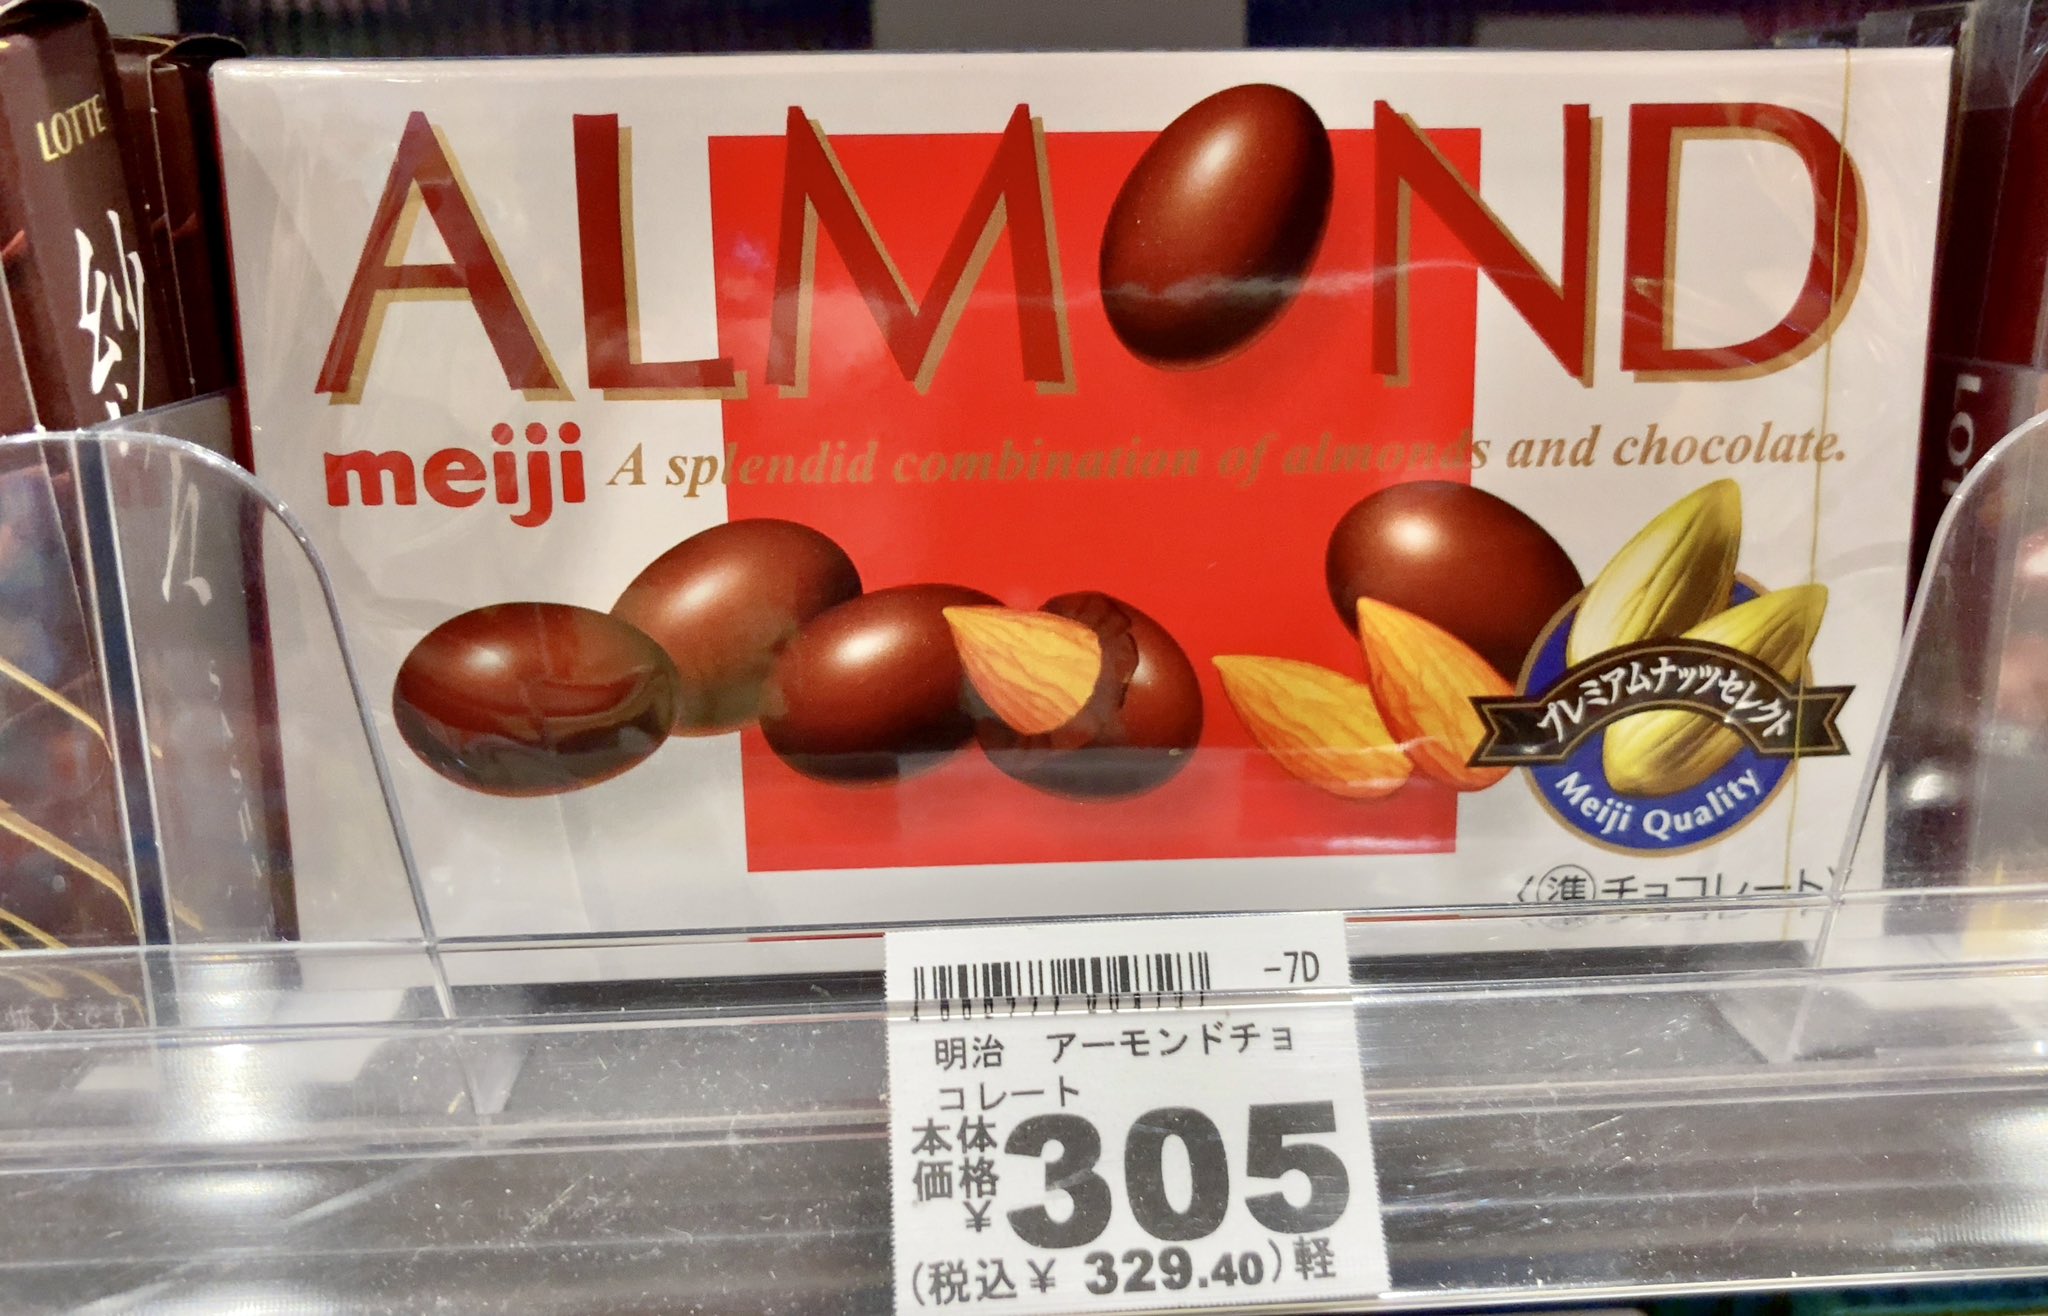 LOTTE
ALMOND
meiji A splendid combination of almonds and chocolate.
プレミアムナッツセレクト
Meiji Quality
〈準チョコレート〉
-7D
明治 アーモンドチョ
コレート
本体
価格
¥305
(税込¥ 329.40)軽